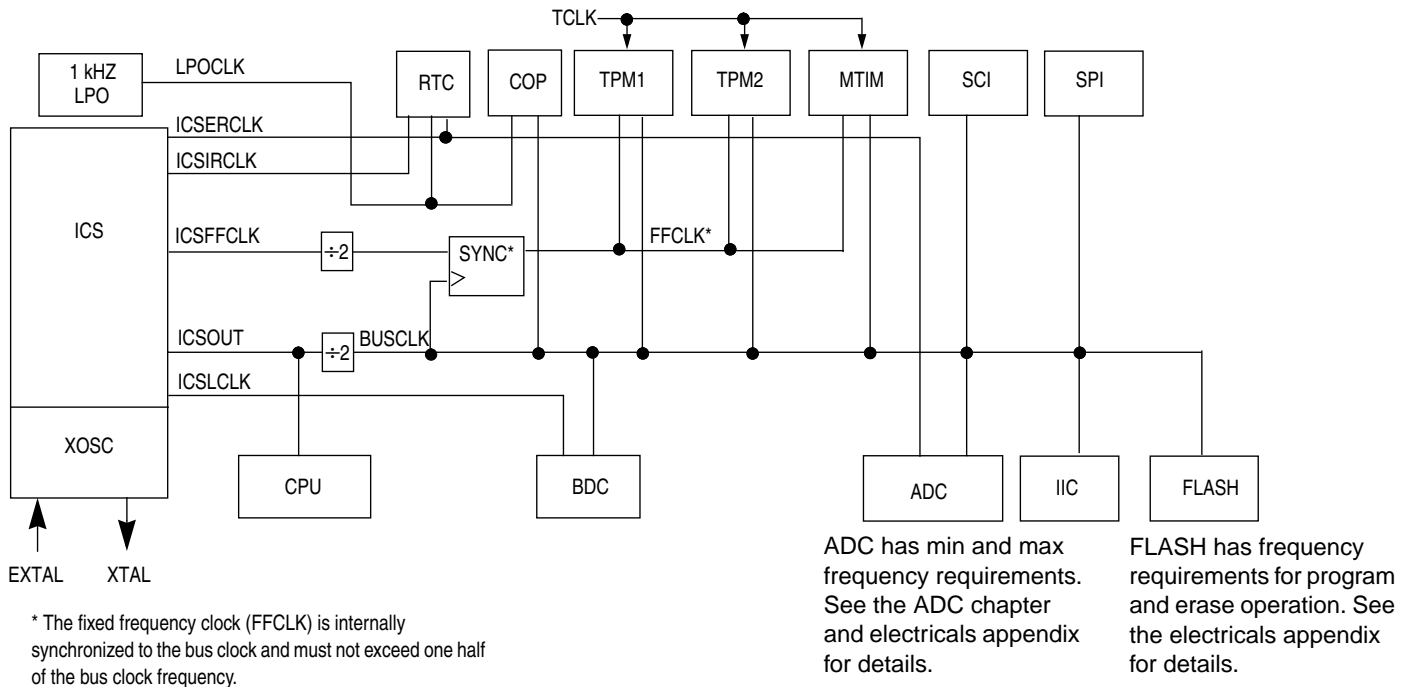 TCLK
1 kHZ
LPO
LPOCLK
RTC
COP
TPM1
TPM2
MTIM
SCI
SPI
ICSERCLK
ICSIRCLK
ICS
ICSFFCLK
÷2
SYNC*
FFCLK*
ICSOUT
÷2
BUSCLK
ICSLCLK
XOSC
CPU
BDC
ADC
IIC
FLASH
EXTAL
XTAL
ADC has min and max
frequency requirements.
See the ADC chapter
and electricals appendix
for details.
FLASH has frequency
requirements for program
and erase operation. See
the electricals appendix
for details.
* The fixed frequency clock (FFCLK) is internally
synchronized to the bus clock and must not exceed one half
of the bus clock frequency.